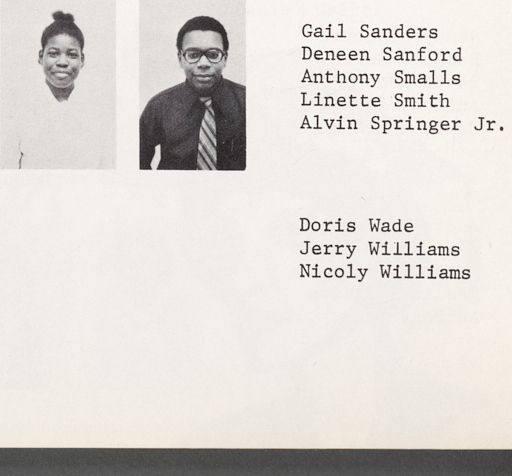 Gail Sanders
Deneen Sanford
Anthony Smalls
Linette Smith
Alvin Springer Jr.
Doris Wade
Jerry Williams
Nicoly Williams